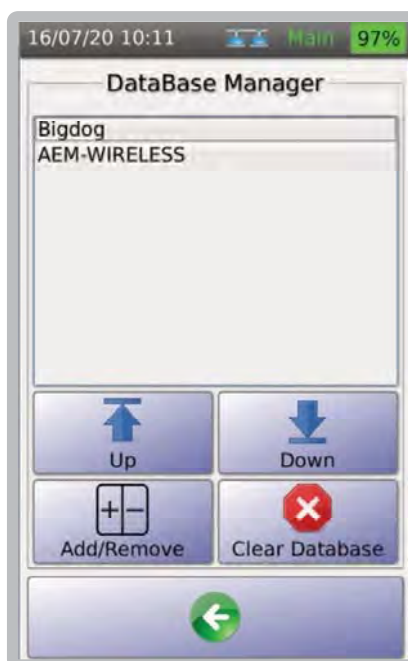 16/07/20 10:11 Main 97%
DataBase Manager
Bigdog
AEM-WIRELESS
Up Down
Add/Remove Clear Database